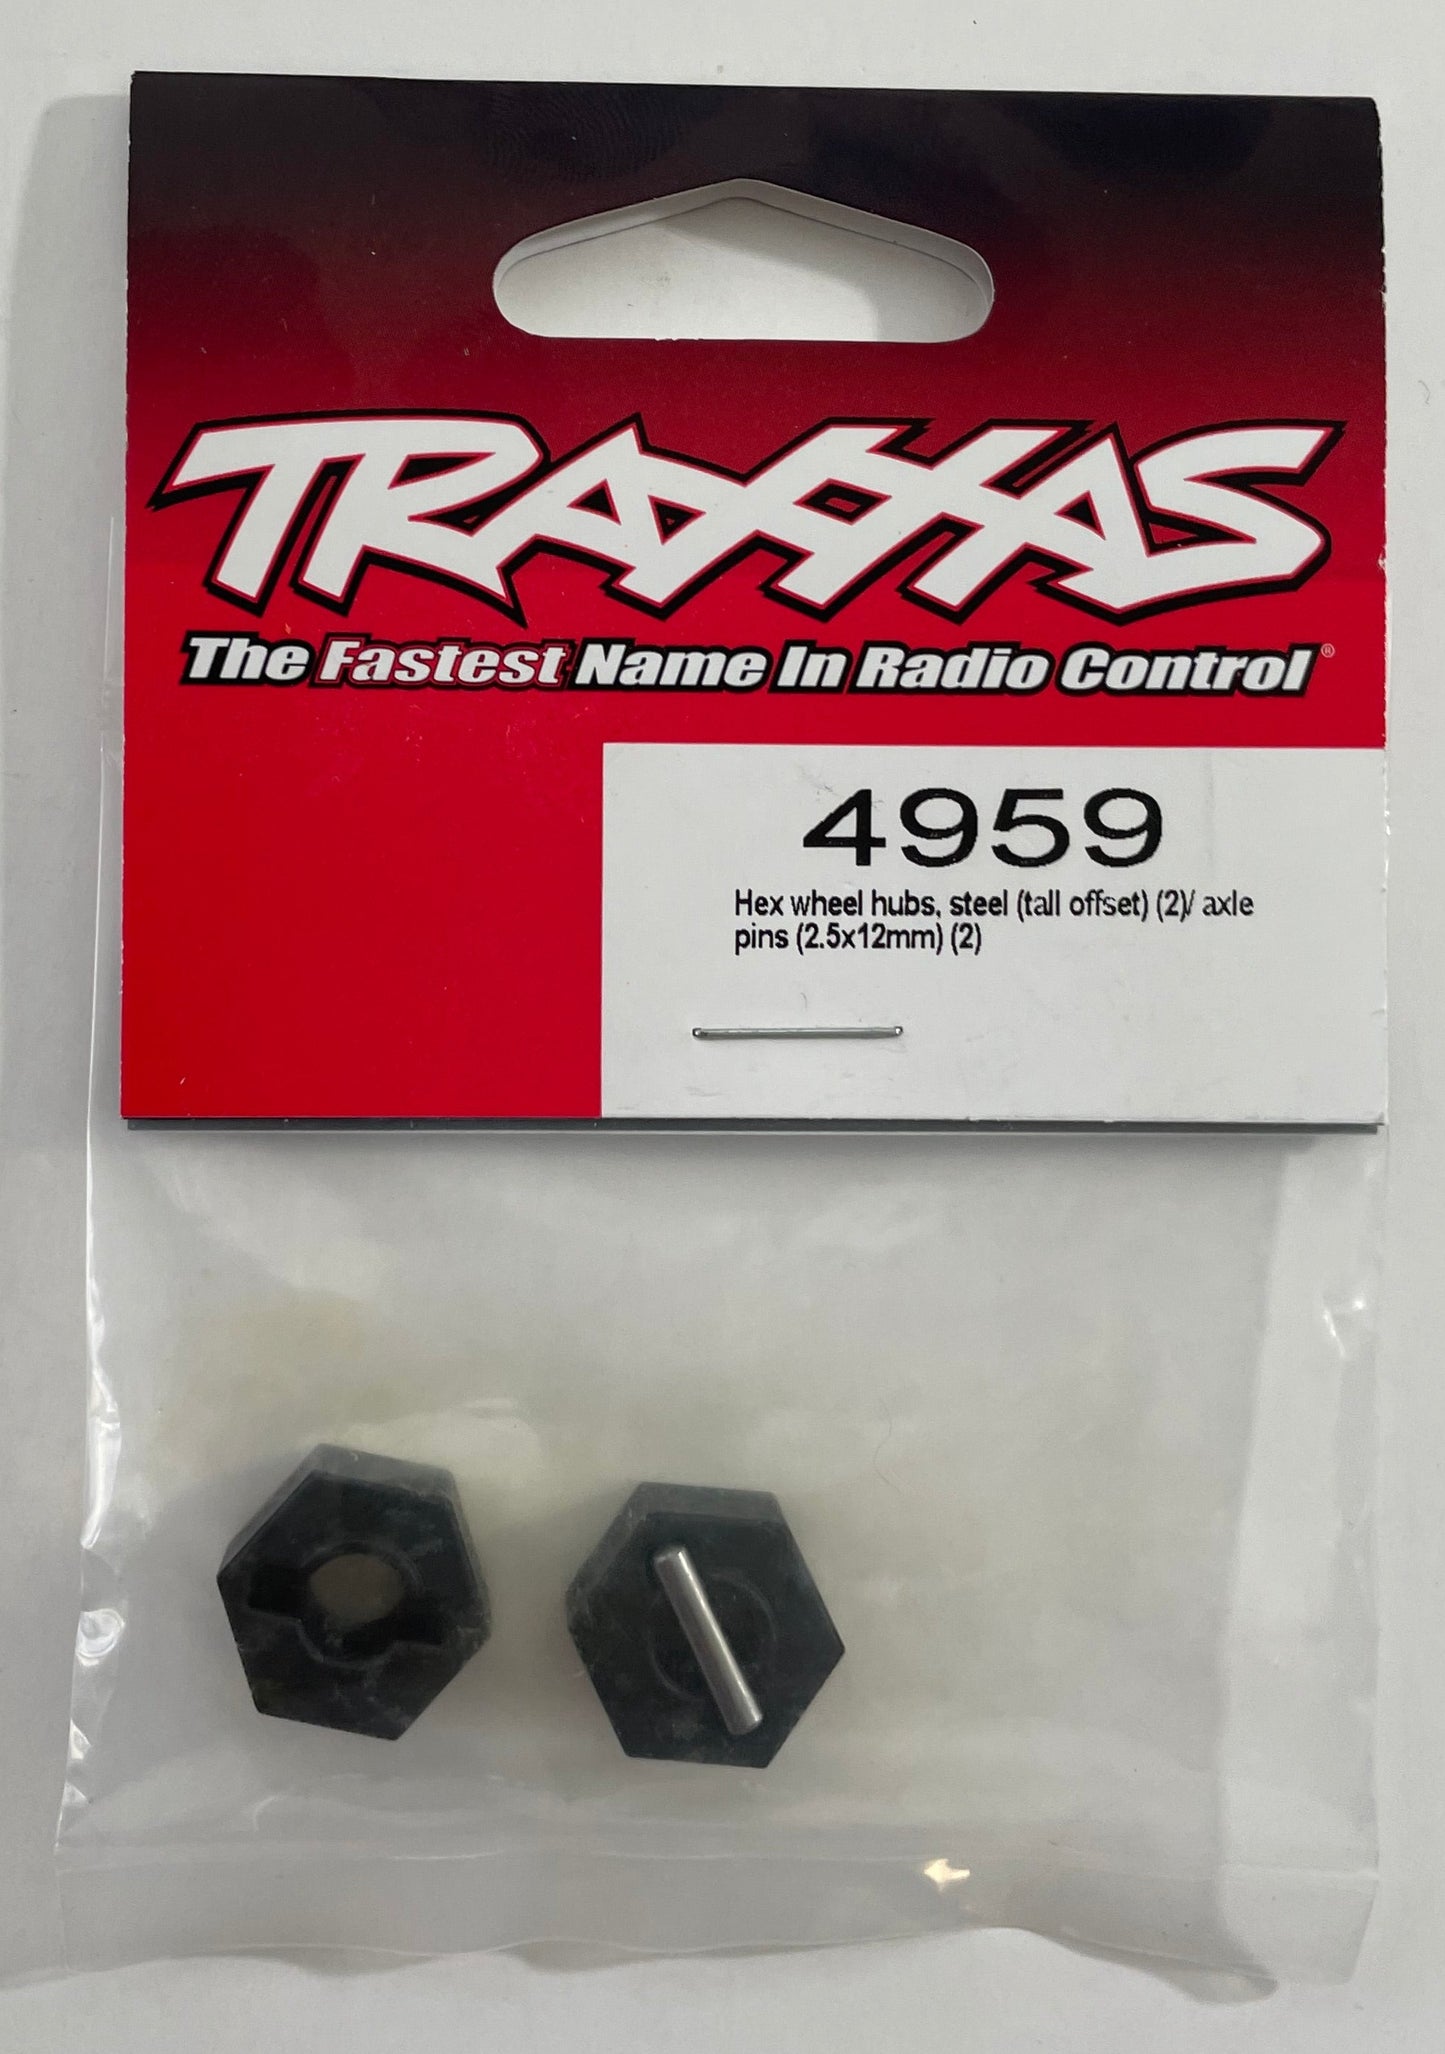 TRAXXAS
The Fastest Name In Radio Control®
4959
Hex wheel hubs, steel (tall offset) (2)/ axle
pins (2.5x12mm) (2)